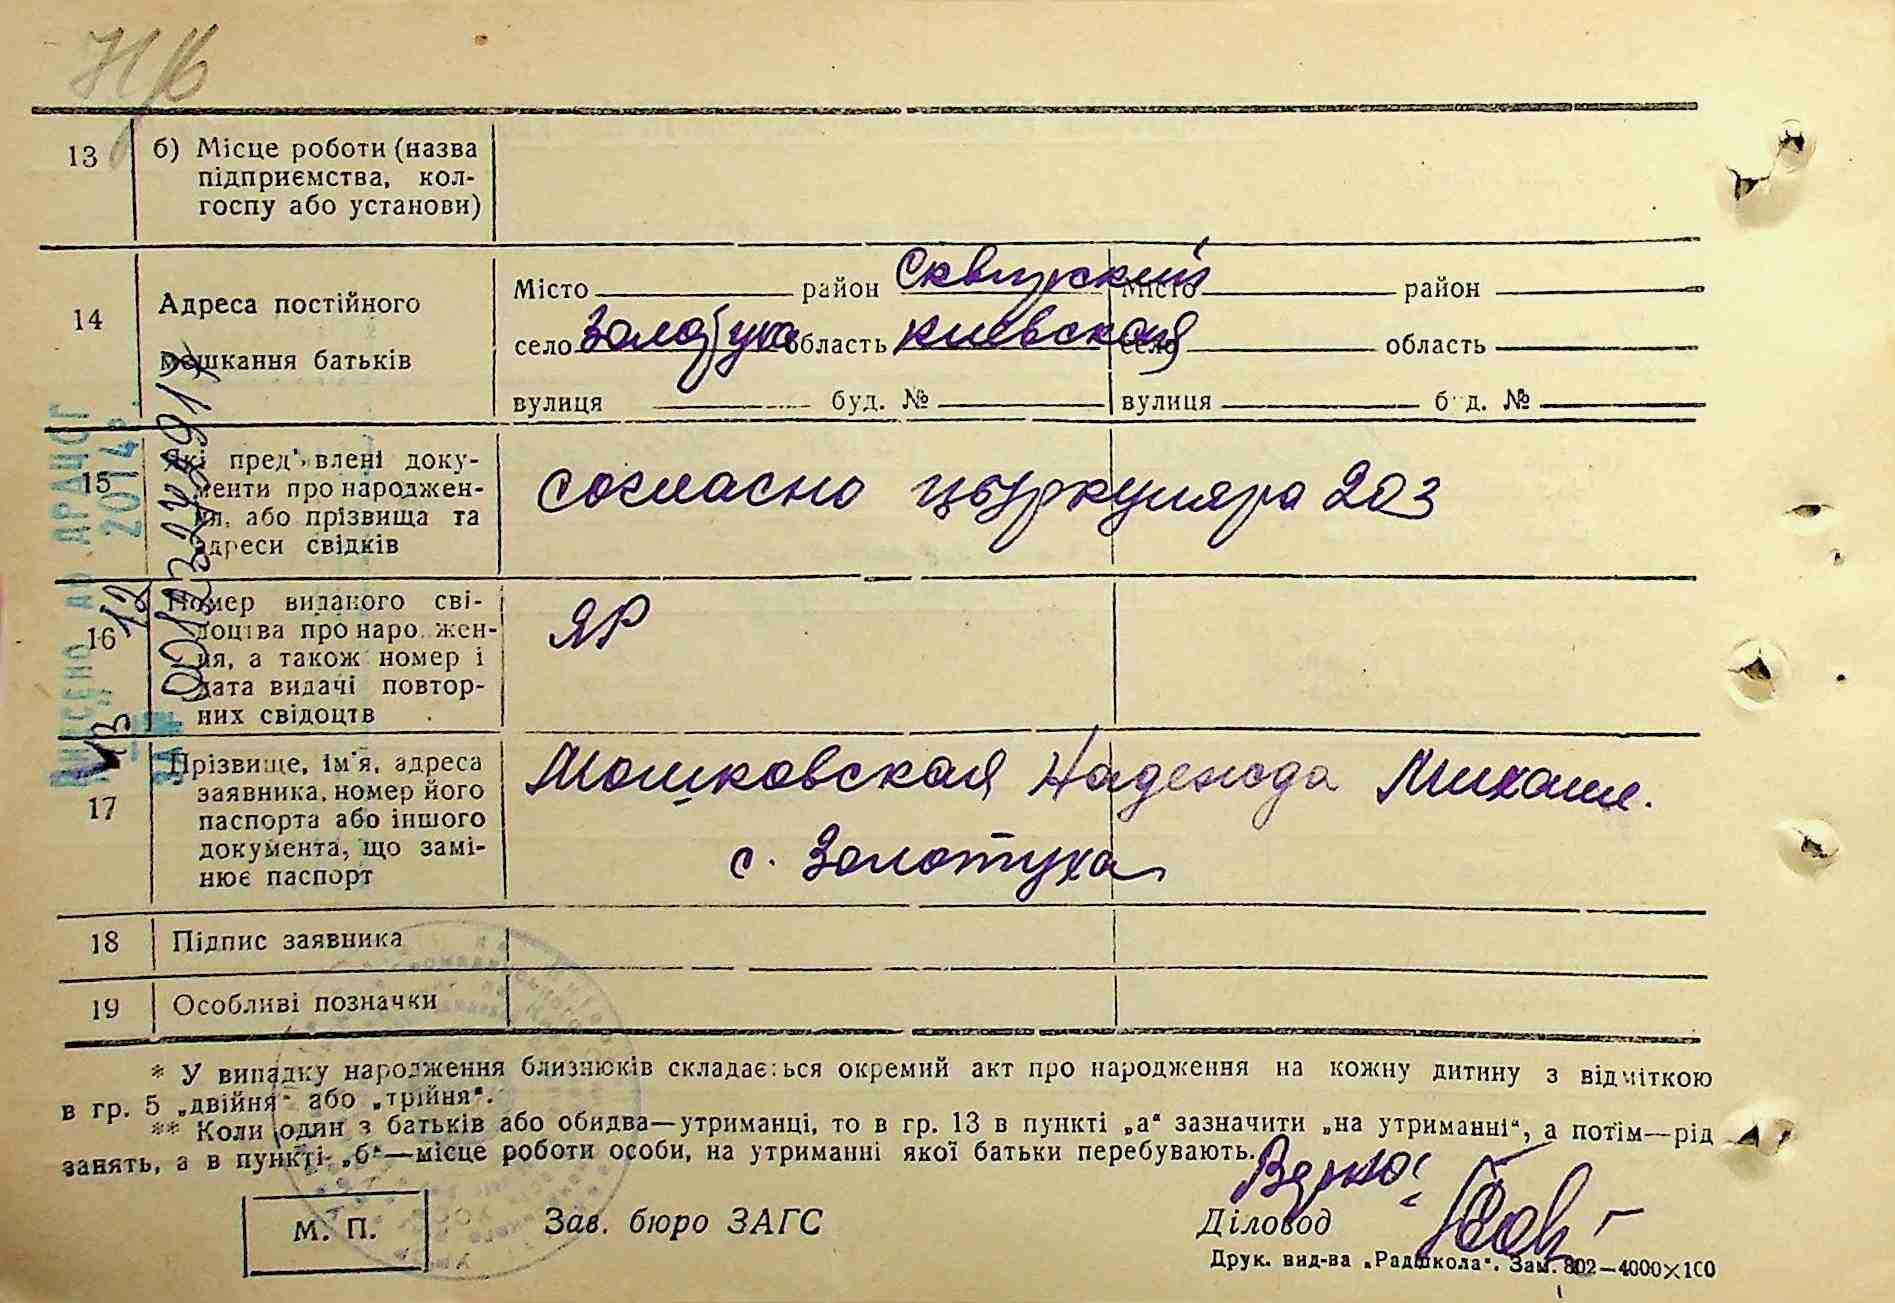 13 б) Місце роботи (назва
підприємства, кол-
госпу або установи)
14 Адреса постійного
мешкання батьків
Місто район Сквирский Місто район
село Золотуха область Киевская село область
вулиця буд. № вулиця буд. №
15 Які пред'явлені доку-
менти про народжен-
ня, або прізвища та
адреси свідків
согласно цыркуляра 203
16 Номер виданого сві-
доцтва про народжен-
ня, а також номер і
дата видачі повтор-
них свідоцтв
ЯР
17 Прізвище, ім'я, адреса
заявника, номер його
паспорта або іншого
документа, що замі-
нює паспорт
Мошковская Надежда Михаил.
с. Золотуха
18 Підпис заявника
19 Особливі позначки
ВНЕСЕНО ДО ДРАЦСГ
2014р.
* У випадку народження близнюків складається окремий акт про народження на кожну дитину з відміткою
в гр. 5 „двійня“ або „трійня“.
** Коли один з батьків або обидва—утриманці, то в гр. 13 в пункті „а“ зазначити „на утриманні“, а потім—рід
занять, а в пункті „б“—місце роботи особи, на утриманні якої батьки перебувають.
М. П. Зав. бюро ЗАГС Діловод
Друк. вид-ва „Радшкола“. Зам. 802—4000×100